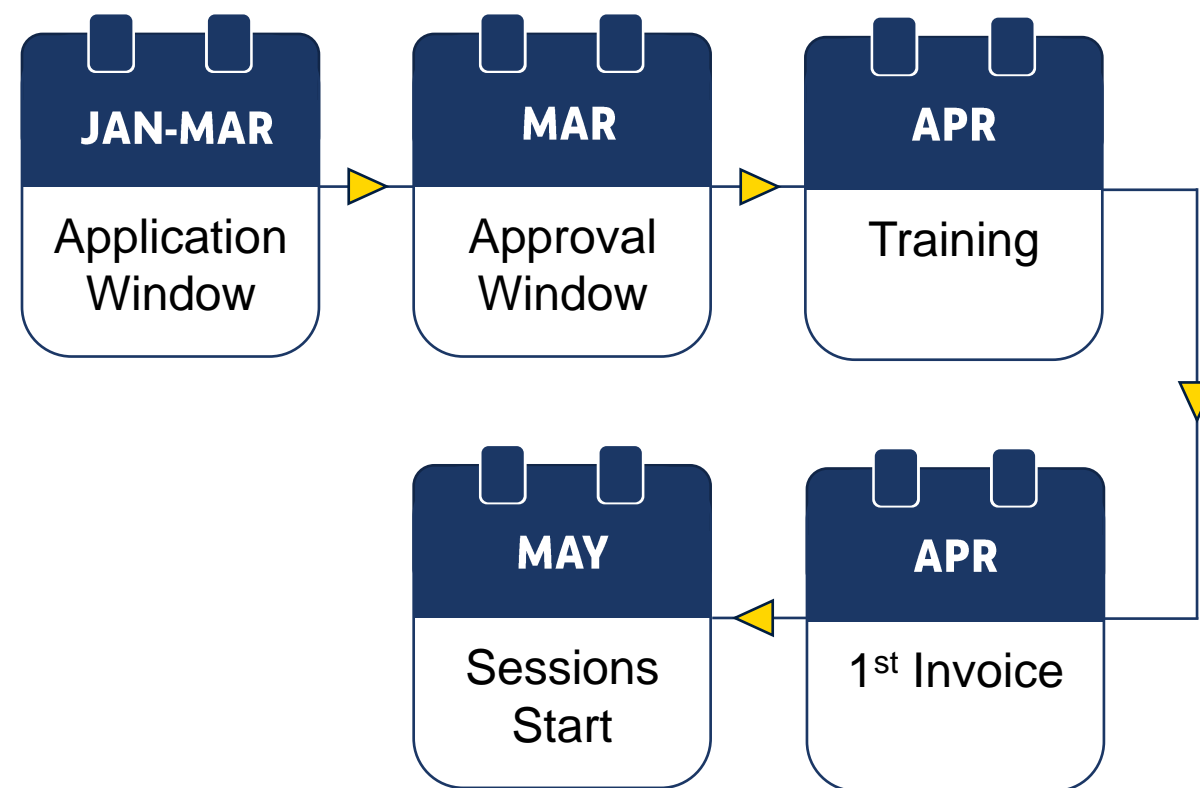 JAN-MAR
Application
Window
MAR
Approval
Window
APR
Training
APR
1st Invoice
MAY
Sessions
Start